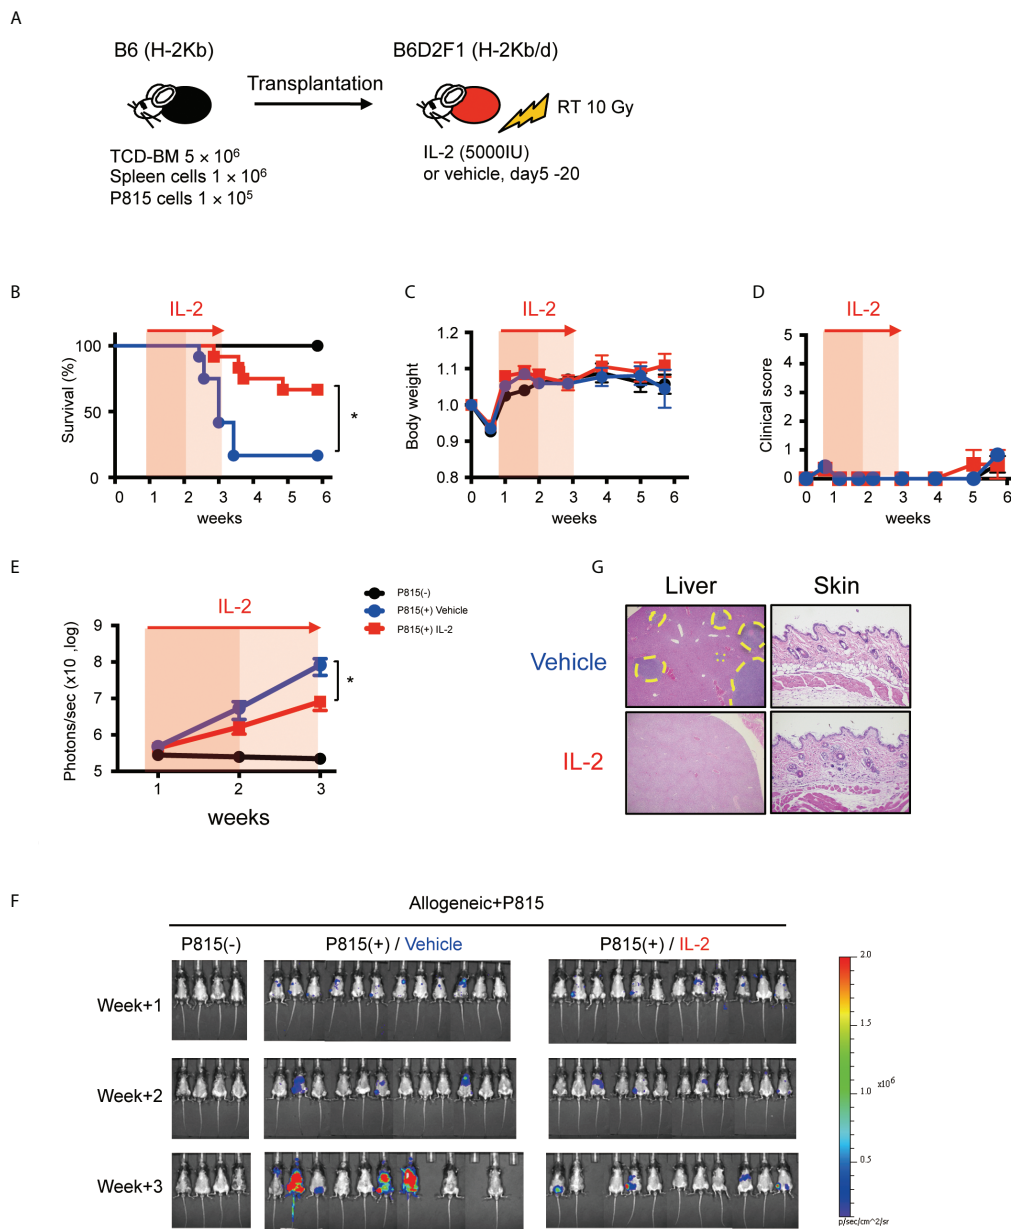 A
B6 (H-2Kb)
B6D2F1 (H-2Kb/d)
Transplantation
RT 10 Gy
TCD-BM 5 × 10⁶
Spleen cells 1 × 10⁶
P815 cells 1 × 10⁵
IL-2 (5000IU)
or vehicle, day5 -20
B
IL-2
Survival (%)
100
50
0
0 1 2 3 4 5 6
weeks
*
C
IL-2
Body weight
1.2
1.1
1.0
0.9
0.8
0 1 2 3 4 5 6
weeks
D
IL-2
Clinical score
5
4
3
2
1
0
0 1 2 3 4 5 6
weeks
E
IL-2
Photons/sec (x10 ,log)
9
8
7
6
5
1 2 3
weeks
*
P815(-)
P815(+) Vehicle
P815(+) IL-2
G
Liver Skin
Vehicle
IL-2
F
Allogeneic+P815
P815(-) P815(+) / Vehicle P815(+) / IL-2
Week+1
Week+2
Week+3
2.0
1.5
1.0
x10⁶
0.5
p/sec/cm^2/sr